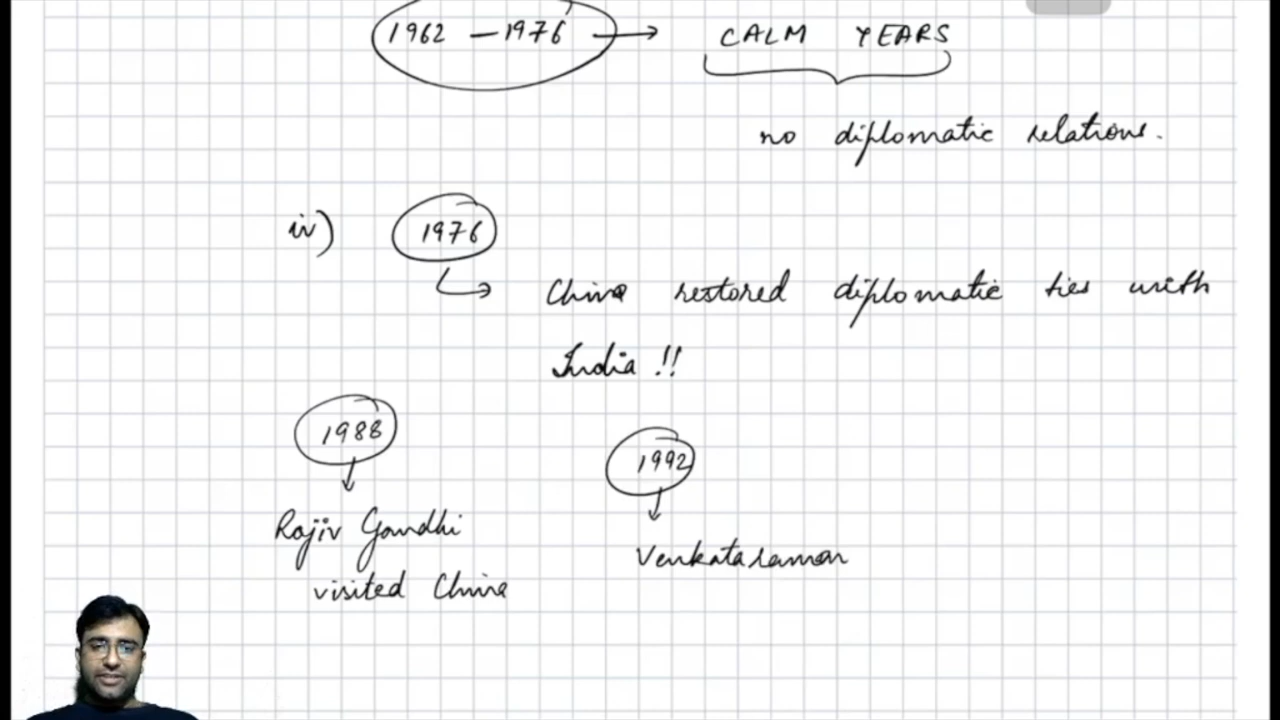 1962 — 1976 → CALM YEARS
no diplomatic relations.
iv) 1976
China restored diplomatic ties with
India !!
1988
1992
Rajiv Gandhi
visited China
Venkataraman